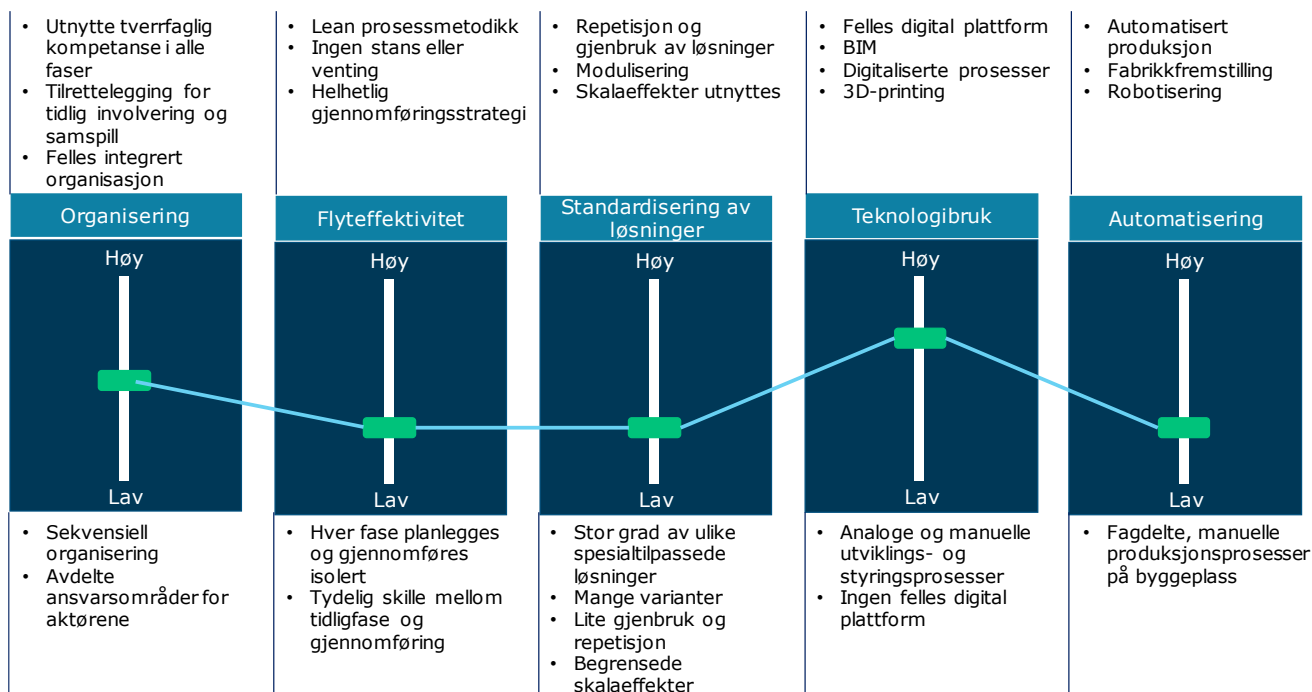 • Utnytte tverrfaglig
kompetanse i alle
faser
• Tilrettelegging for
tidlig involvering og
samspill
• Felles integrert
organisasjon
• Lean prosessmetodikk
• Ingen stans eller
venting
• Helhetlig
gjennomføringsstrategi
• Repetisjon og
gjenbruk av løsninger
• Modulisering
• Skalaeffekter utnyttes
• Felles digital plattform
• BIM
• Digitaliserte prosesser
• 3D-printing
• Automatisert
produksjon
• Fabrikkfremstilling
• Robotisering
Organisering
Flyteffektivitet
Standardisering av
løsninger
Teknologibruk
Automatisering
Høy
Høy
Høy
Høy
Høy
Lav
Lav
Lav
Lav
Lav
• Sekvensiell
organisering
• Avdelte
ansvarsområder for
aktørene
• Hver fase planlegges
og gjennomføres
isolert
• Tydelig skille mellom
tidligfase og
gjennomføring
• Stor grad av ulike
spesialtilpassede
løsninger
• Mange varianter
• Lite gjenbruk og
repetisjon
• Begrensede
skalaeffekter
• Analoge og manuelle
utviklings- og
styringsprosesser
• Ingen felles digital
plattform
• Fagdelte, manuelle
produksjonsprosesser
på byggeplass